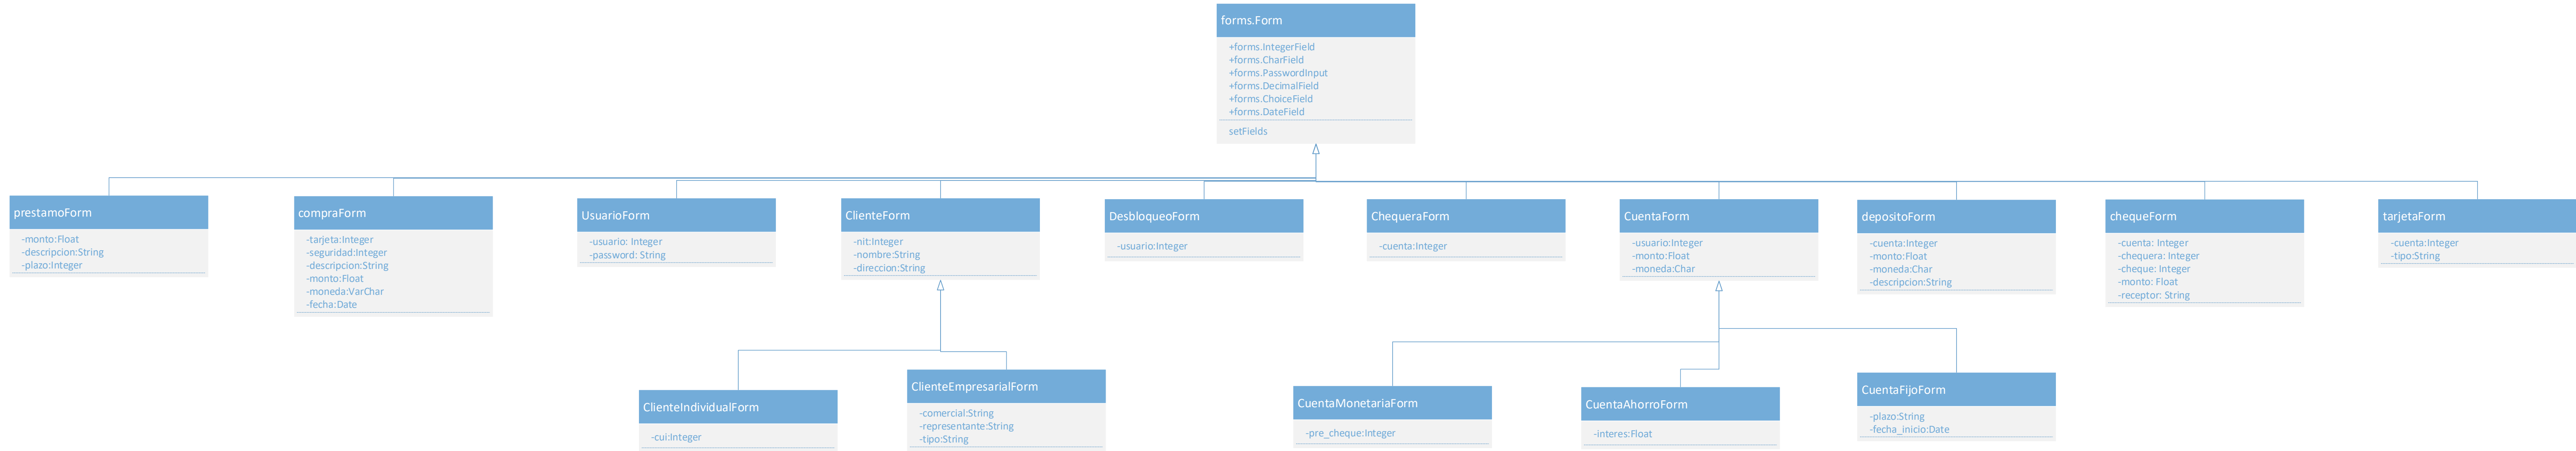 forms.Form
+forms.IntegerField
+forms.CharField
+forms.PasswordInput
+forms.DecimalField
+forms.ChoiceField
+forms.DateField
setFields
prestamoForm
-monto:Float
-descripcion:String
-plazo:Integer
compraForm
-tarjeta:Integer
-seguridad:Integer
-descripcion:String
-monto:Float
-moneda:VarChar
-fecha:Date
UsuarioForm
-usuario: Integer
-password: String
ClienteForm
-nit:Integer
-nombre:String
-direccion:String
DesbloqueoForm
-usuario:Integer
ChequeraForm
-cuenta:Integer
CuentaForm
-usuario:Integer
-monto:Float
-moneda:Char
depositoForm
-cuenta:Integer
-monto:Float
-moneda:Char
-descripcion:String
chequeForm
-cuenta: Integer
-chequera: Integer
-cheque: Integer
-monto: Float
-receptor: String
tarjetaForm
-cuenta:Integer
-tipo:String
ClienteIndividualForm
-cui:Integer
ClienteEmpresarialForm
-comercial:String
-representante:String
-tipo:String
CuentaMonetariaForm
-pre_cheque:Integer
CuentaAhorroForm
-interes:Float
CuentaFijoForm
-plazo:String
-fecha_inicio:Date